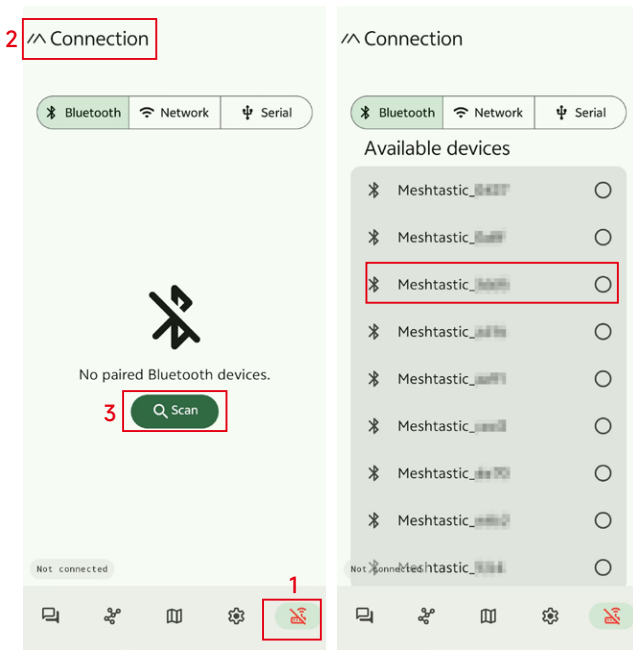 2
Connection
Bluetooth
Network
Serial
No paired Bluetooth devices.
3
Scan
Not connected
1
Connection
Bluetooth
Network
Serial
Available devices
Meshtastic_
Meshtastic_
Meshtastic_
Meshtastic_
Meshtastic_
Meshtastic_
Meshtastic_
Meshtastic_
Meshtastic_
Not connected